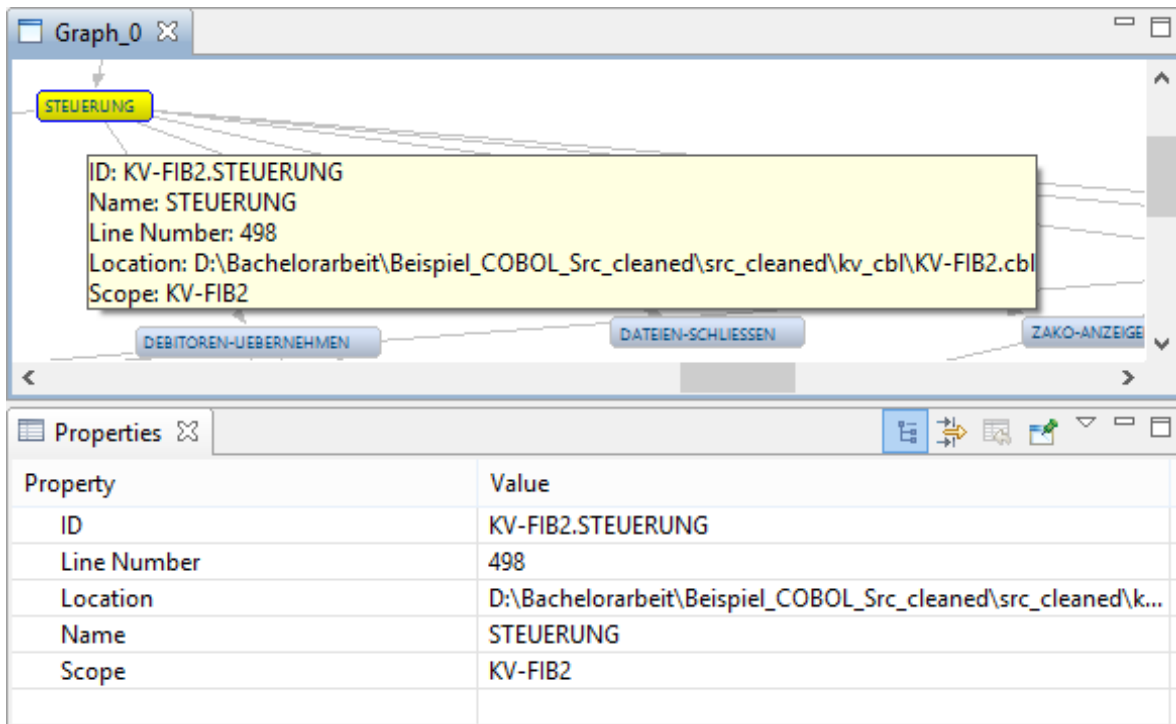 Graph_0
STEUERUNG
ID: KV-FIB2.STEUERUNG
Name: STEUERUNG
Line Number: 498
Location: D:\Bachelorarbeit\Beispiel_COBOL_Src_cleaned\src_cleaned\kv_cbl\KV-FIB2.cbl
Scope: KV-FIB2
DEBITOREN-UEBERNEHMEN
DATEIEN-SCHLIESSEN
ZAKO-ANZEIGE
Properties
Property Value
ID KV-FIB2.STEUERUNG
Line Number 498
Location D:\Bachelorarbeit\Beispiel_COBOL_Src_cleaned\src_cleaned\k...
Name STEUERUNG
Scope KV-FIB2